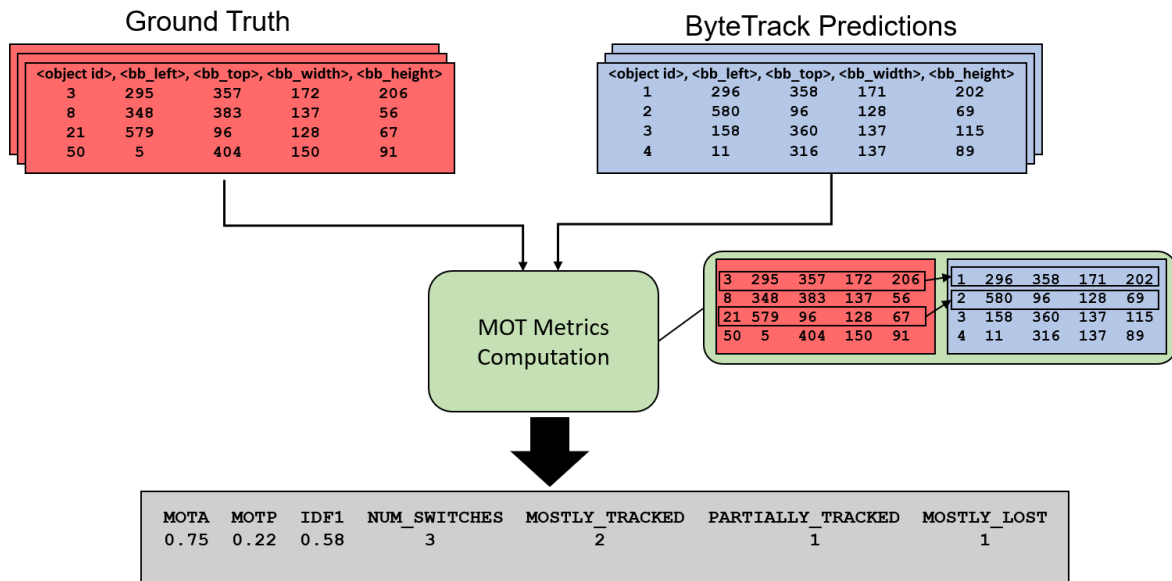 Ground Truth
<object id>, <bb_left>, <bb_top>, <bb_width>, <bb_height>
3 295 357 172 206
8 348 383 137 56
21 579 96 128 67
50 5 404 150 91
ByteTrack Predictions
<object id>, <bb_left>, <bb_top>, <bb_width>, <bb_height>
1 296 358 171 202
2 580 96 128 69
3 158 360 137 115
4 11 316 137 89
MOT Metrics
Computation
3 295 357 172 206
8 348 383 137 56
21 579 96 128 67
50 5 404 150 91
1 296 358 171 202
2 580 96 128 69
3 158 360 137 115
4 11 316 137 89
MOTA MOTP IDF1 NUM_SWITCHES MOSTLY_TRACKED PARTIALLY_TRACKED MOSTLY_LOST
0.75 0.22 0.58 3 2 1 1